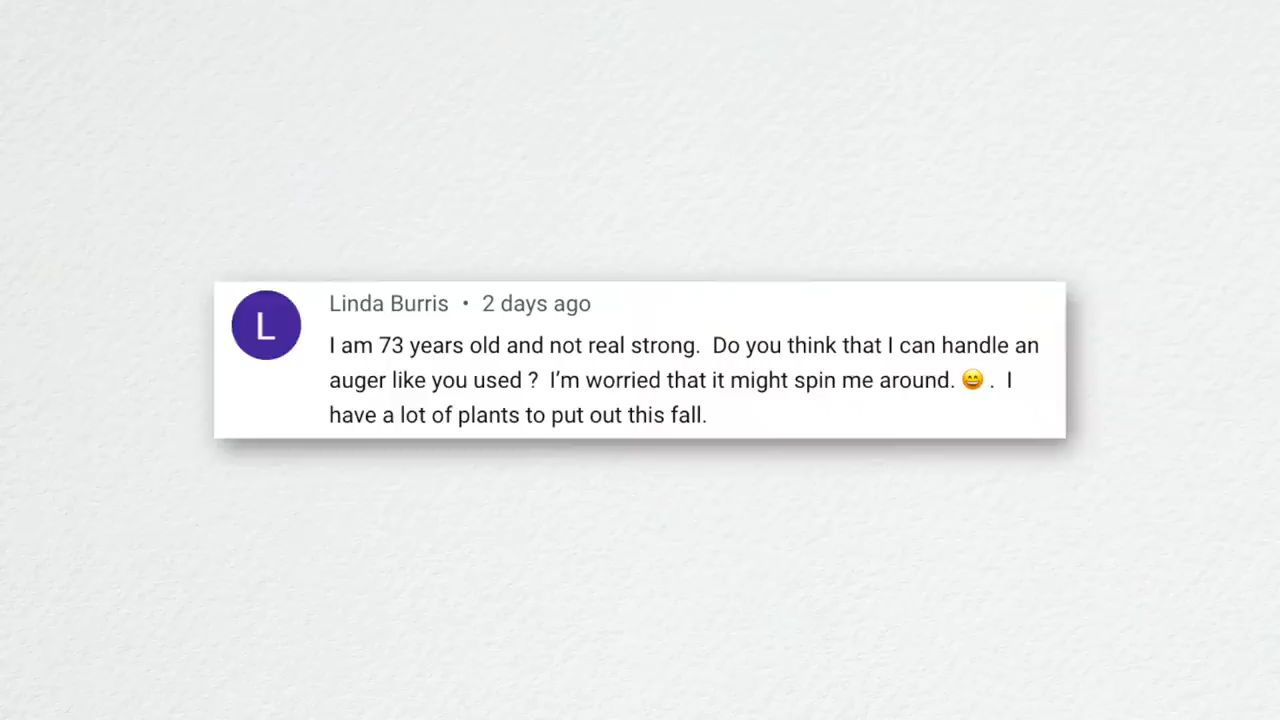 L
Linda Burris • 2 days ago
I am 73 years old and not real strong.  Do you think that I can handle an
auger like you used ?  I’m worried that it might spin me around. 😄 .  I
have a lot of plants to put out this fall.